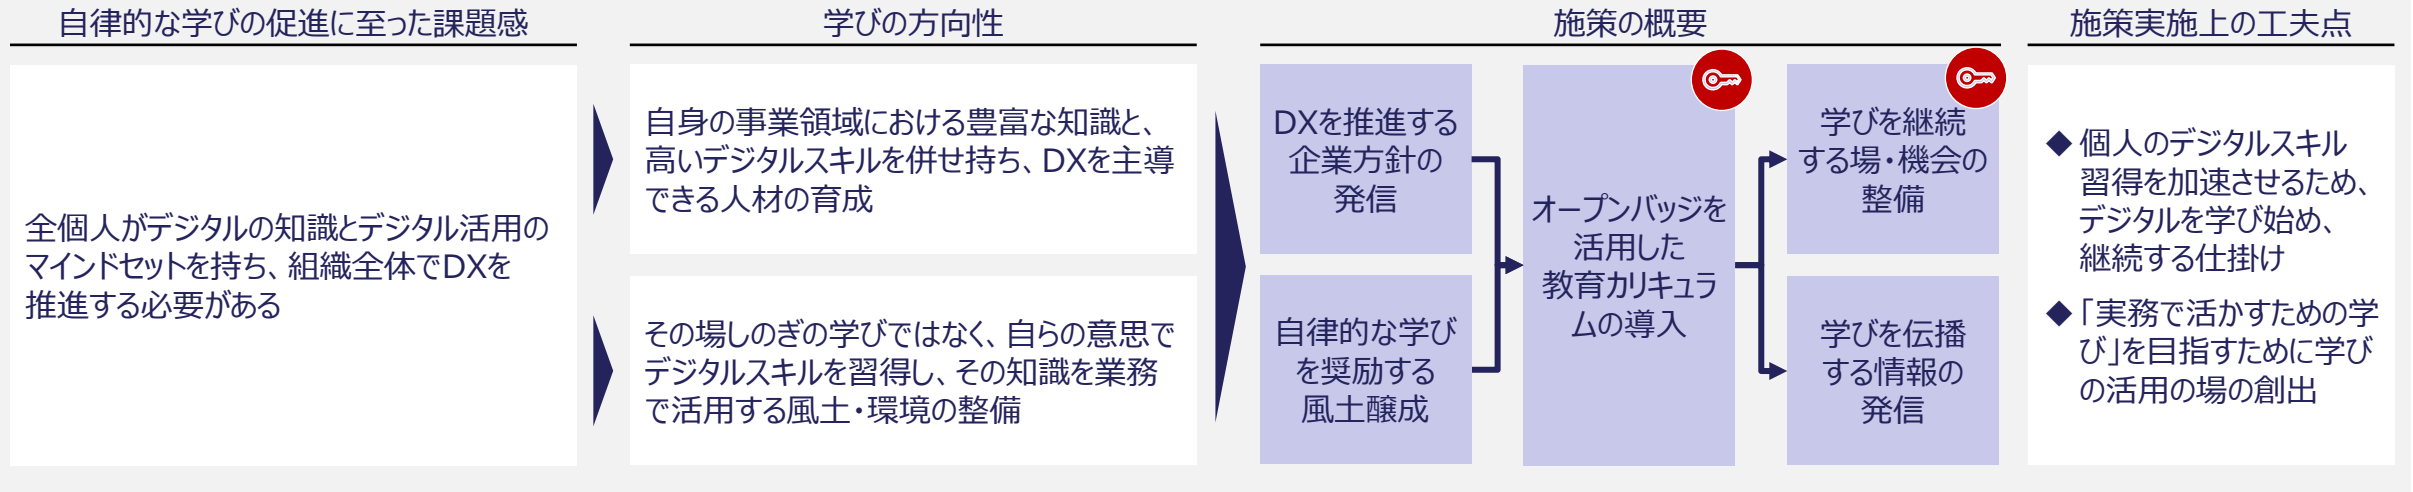 自律的な学びの促進に至った課題感
全個人がデジタルの知識とデジタル活用の
マインドセットを持ち、組織全体でDXを
推進する必要がある
学びの方向性
自身の事業領域における豊富な知識と、
高いデジタルスキルを併せ持ち、DXを主導
できる人材の育成
その場しのぎの学びではなく、自らの意思で
デジタルスキルを習得し、その知識を業務
で活用する風土・環境の整備
施策の概要
DXを推進する
企業方針の
発信
自律的な学び
を奨励する
風土醸成
オープンバッジを
活用した
教育カリキュラ
ムの導入
学びを継続
する場・機会の
整備
学びを伝播
する情報の
発信
施策実施上の工夫点
◆ 個人のデジタルスキル
習得を加速させるため、
デジタルを学び始め、
継続する仕掛け
◆ 「実務で活かすための学
び」を目指すために学び
の活用の場の創出